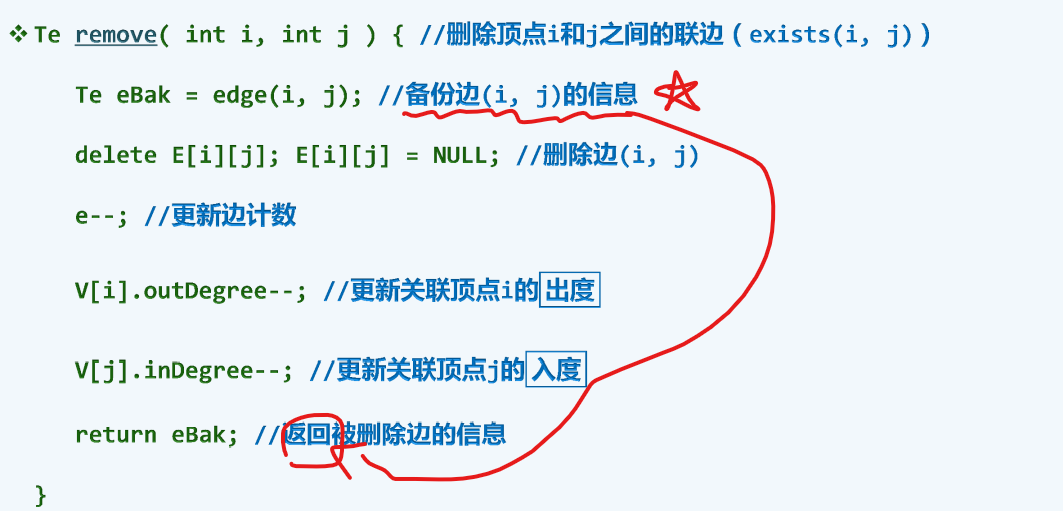 ❖ Te remove( int i, int j ) { //删除顶点i和j之间的联边（exists(i, j)）
Te eBak = edge(i, j); //备份边(i, j)的信息
delete E[i][j]; E[i][j] = NULL; //删除边(i, j)
e--; //更新边计数
V[i].outDegree--; //更新关联顶点i的出度
V[j].inDegree--; //更新关联顶点j的入度
return eBak; //返回被删除边的信息
}